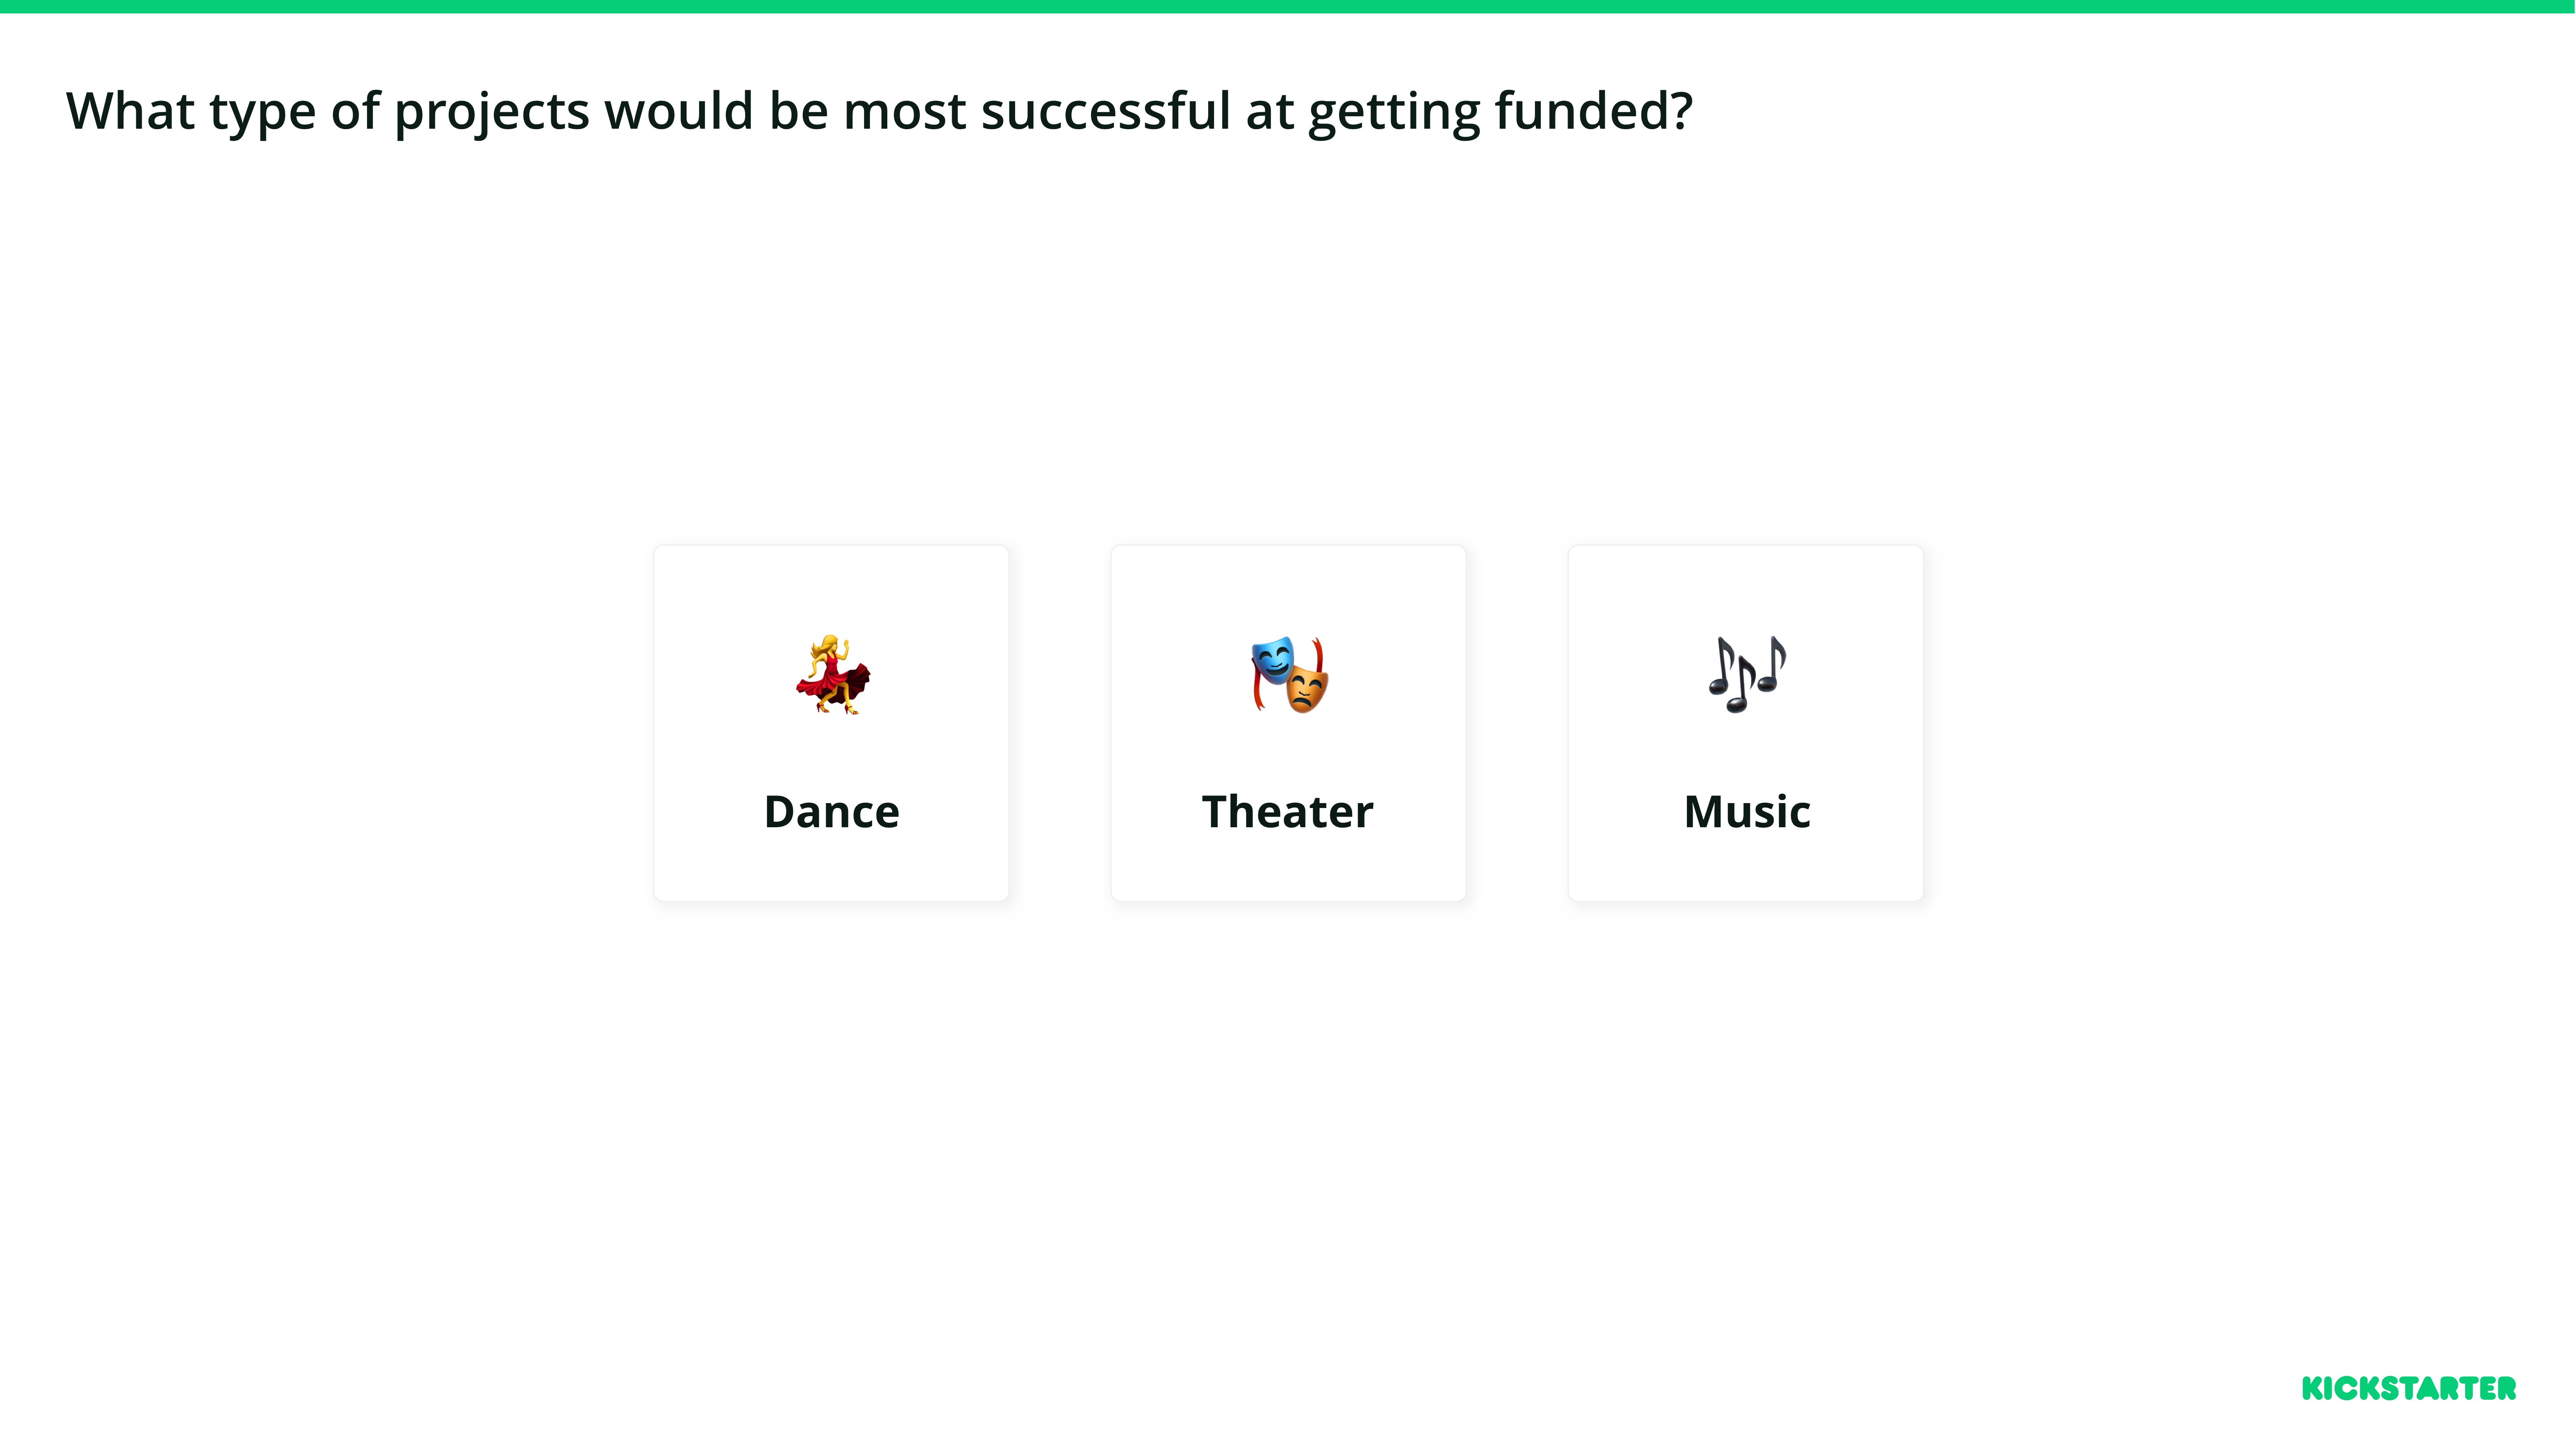 What type of projects would be most successful at getting funded?
Dance
Theater
Music
KICKSTARTER